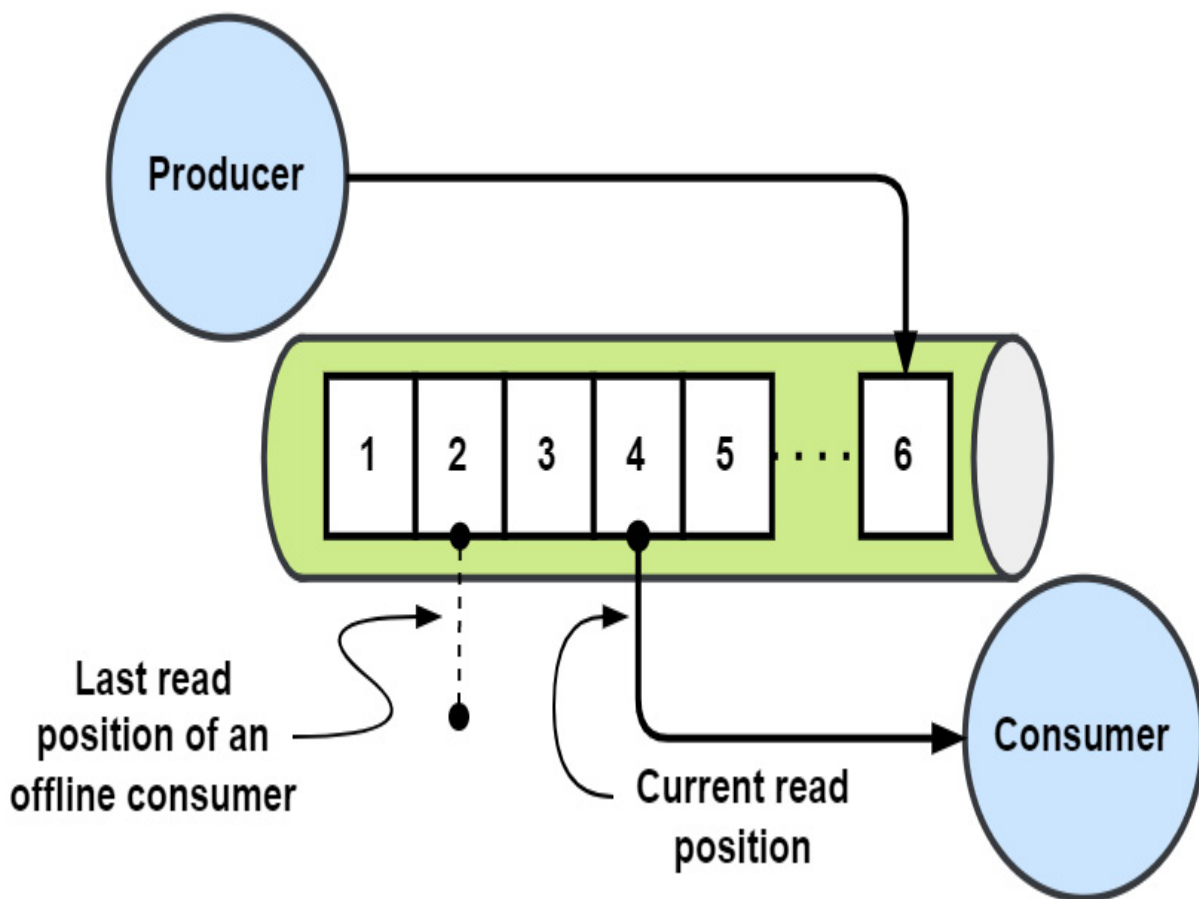 Producer
1 2 3 4 5 .... 6
Last read
position of an
offline consumer
Current read
position
Consumer